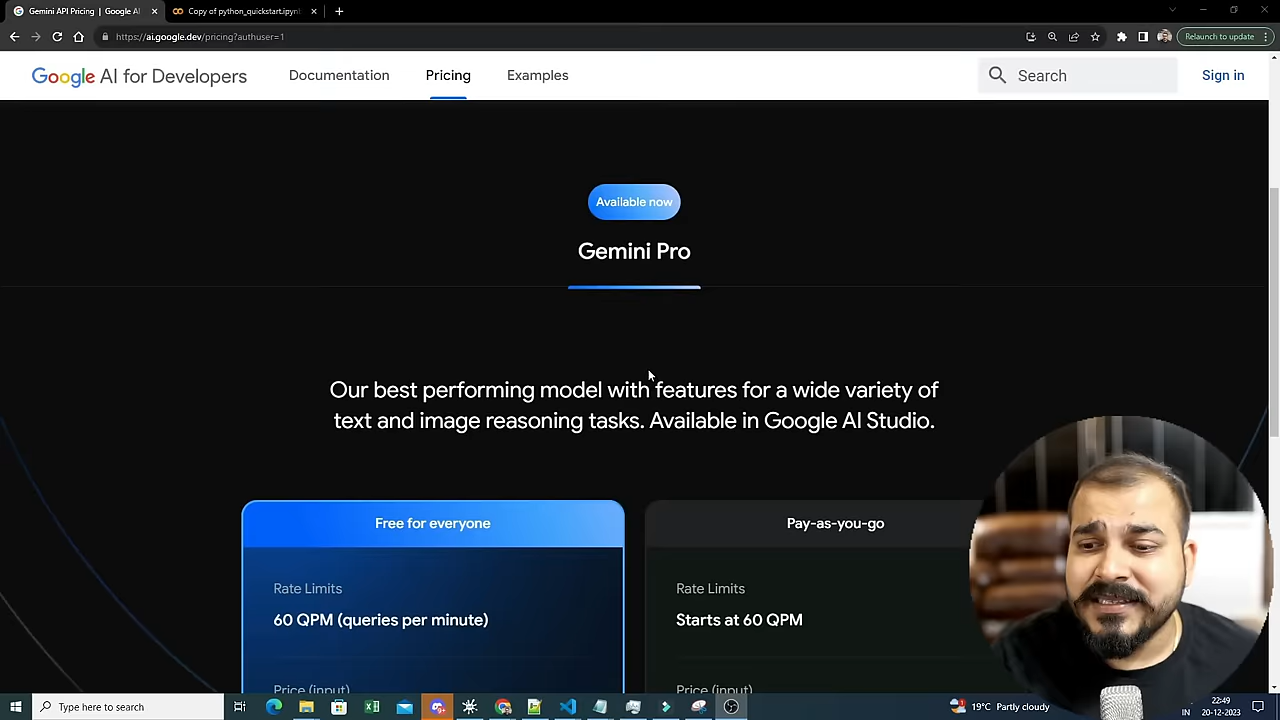 Gemini API Pricing | Google AI
Copy of python_quickstart.ipynb
https://ai.google.dev/pricing?authuser=1
Relaunch to update
Google AI for Developers
Documentation
Pricing
Examples
Search
Sign in
Available now
Gemini Pro
Our best performing model with features for a wide variety of
text and image reasoning tasks. Available in Google AI Studio.
Free for everyone
Pay-as-you-go
Rate Limits
Rate Limits
60 QPM (queries per minute)
Starts at 60 QPM
Price (input)
Price (input)
Type here to search
19°C Partly cloudy
IN
22:49
20-12-2023